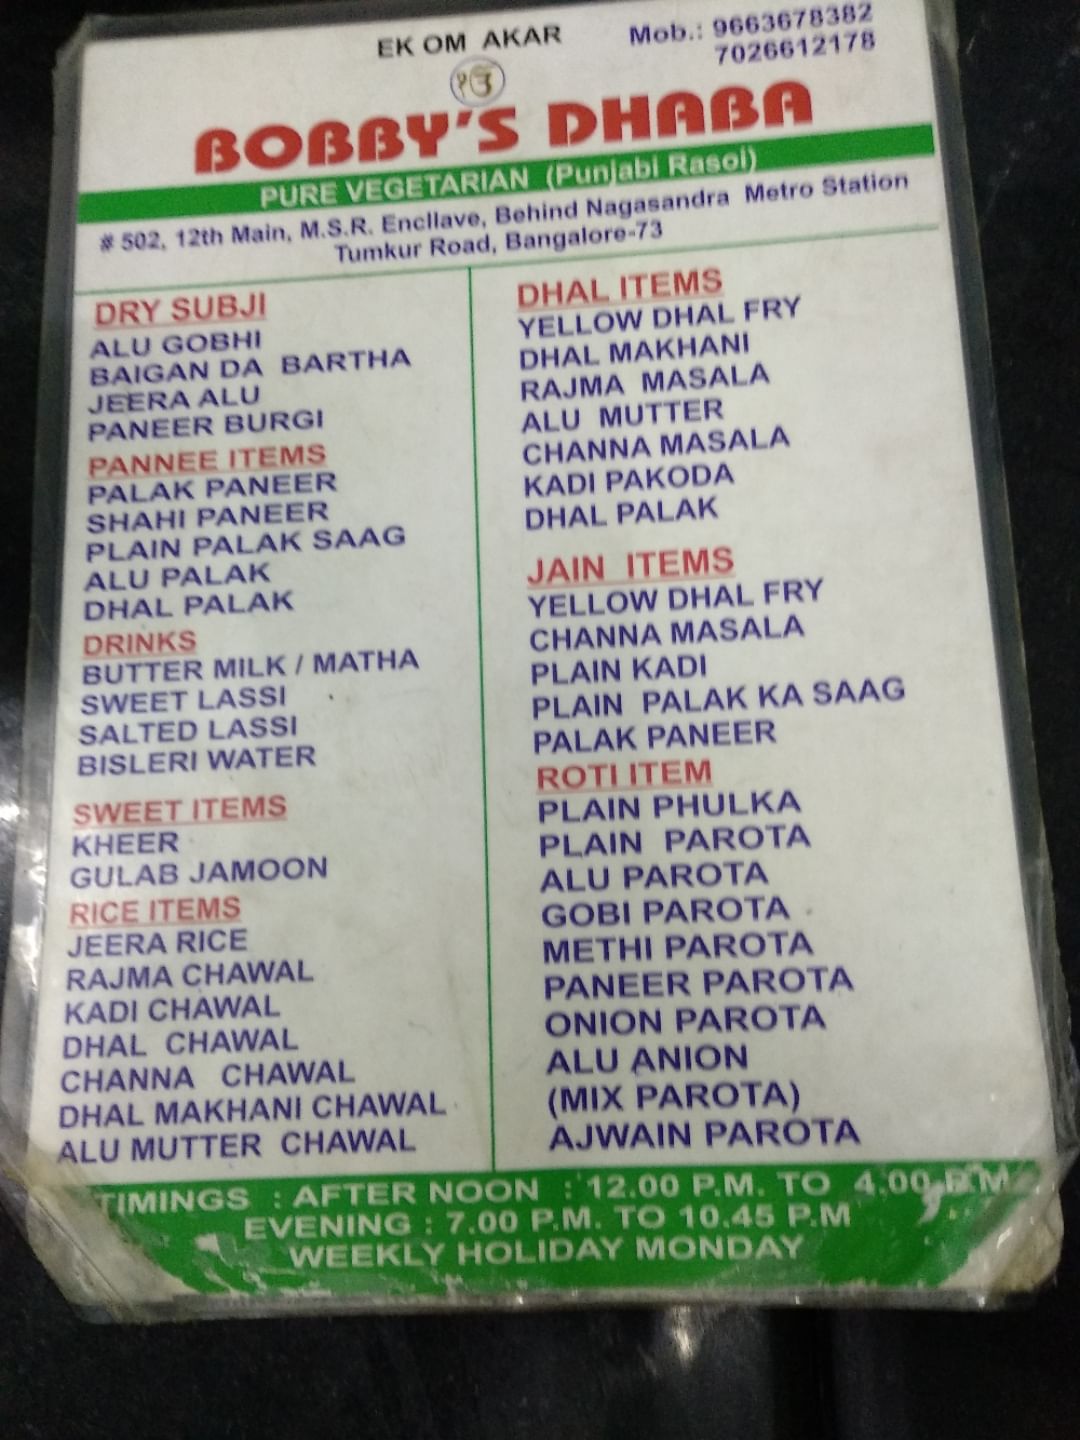 EK OM AKAR
Mob.: 9663678382
7026612178
ੴ
BOBBY'S DHABA
PURE VEGETARIAN (Punjabi Rasoi)
# 502, 12th Main, M.S.R. Encllave, Behind Nagasandra Metro Station
Tumkur Road, Bangalore-73
DRY SUBJI
ALU GOBHI
BAIGAN DA BARTHA
JEERA ALU
PANEER BURGI
PANNEE ITEMS
PALAK PANEER
SHAHI PANEER
PLAIN PALAK SAAG
ALU PALAK
DHAL PALAK
DRINKS
BUTTER MILK / MATHA
SWEET LASSI
SALTED LASSI
BISLERI WATER
SWEET ITEMS
KHEER
GULAB JAMOON
RICE ITEMS
JEERA RICE
RAJMA CHAWAL
KADI CHAWAL
DHAL CHAWAL
CHANNA CHAWAL
DHAL MAKHANI CHAWAL
ALU MUTTER CHAWAL
DHAL ITEMS
YELLOW DHAL FRY
DHAL MAKHANI
RAJMA MASALA
ALU MUTTER
CHANNA MASALA
KADI PAKODA
DHAL PALAK
JAIN ITEMS
YELLOW DHAL FRY
CHANNA MASALA
PLAIN KADI
PLAIN PALAK KA SAAG
PALAK PANEER
ROTI ITEM
PLAIN PHULKA
PLAIN PAROTA
ALU PAROTA
GOBI PAROTA
METHI PAROTA
PANEER PAROTA
ONION PAROTA
ALU ANION
(MIX PAROTA)
AJWAIN PAROTA
TIMINGS : AFTER NOON : 12.00 P.M. TO 4.00 P.M.
EVENING : 7.00 P.M. TO 10.45 P.M
WEEKLY HOLIDAY MONDAY